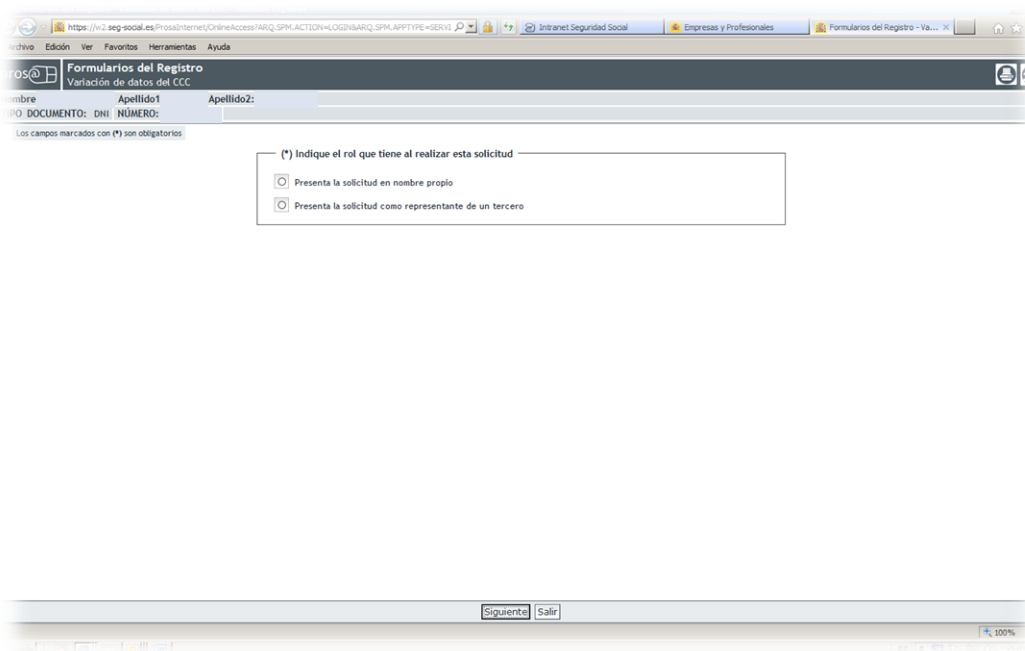 https://w2.seg-social.es/ProsaInternet/OnlineAccess?ARQ.SPM.ACTION=LOGIN&ARQ.SPM.APPTYPE=SERVI
Intranet Seguridad Social
Empresas y Profesionales
Formularios del Registro - Va...
Archivo Edición Ver Favoritos Herramientas Ayuda
Formularios del Registro
Variación de datos del CCC
Apellido1 Apellido2:
DOCUMENTO: DNI NÚMERO:
Los campos marcados con (*) son obligatorios
(*) Indique el rol que tiene al realizar esta solicitud
Presenta la solicitud en nombre propio
Presenta la solicitud como representante de un tercero
Siguiente Salir
100%